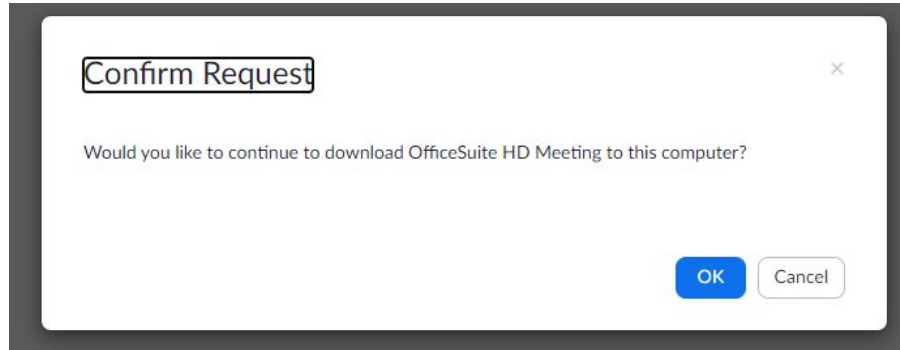 Confirm Request
Would you like to continue to download OfficeSuite HD Meeting to this computer?
OK
Cancel